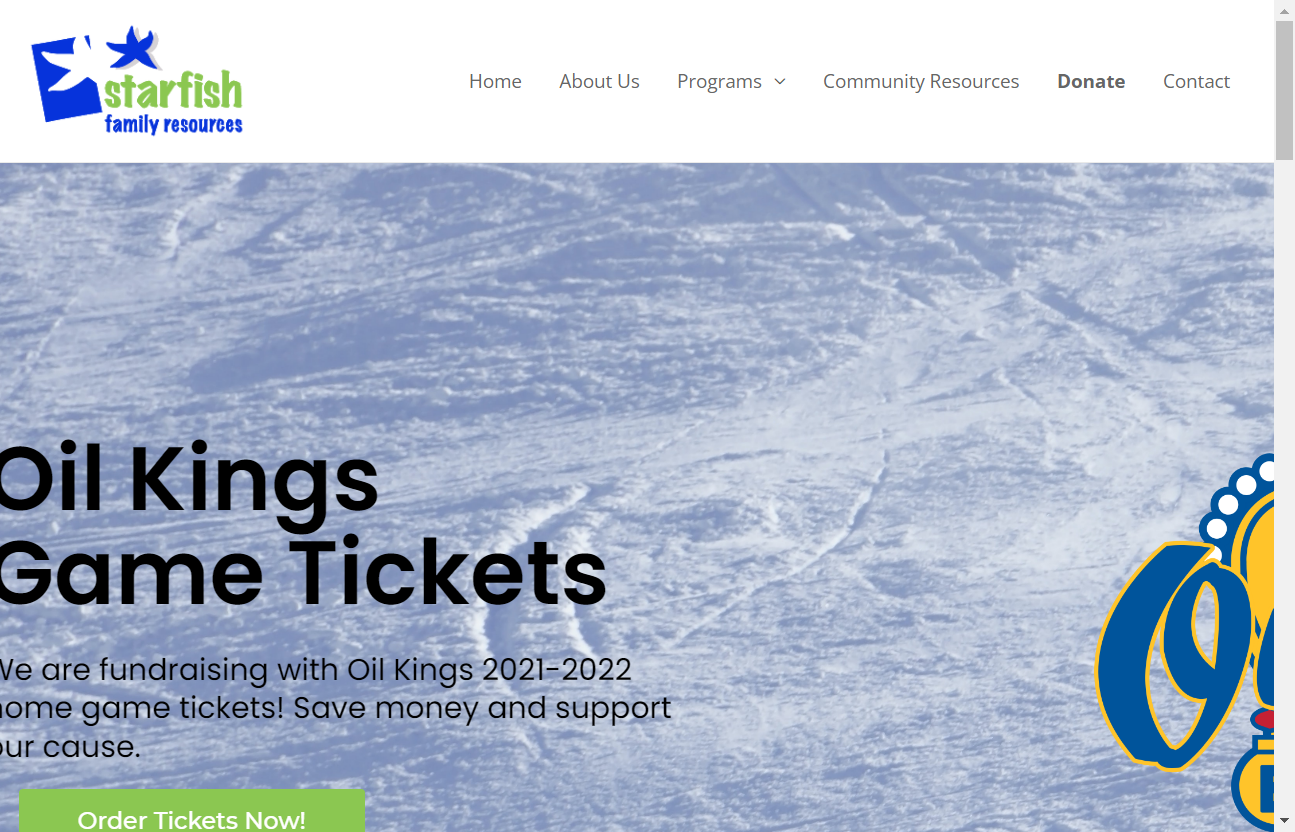 starfish
family resources
Home About Us Programs Community Resources Donate Contact
Oil Kings
Game Tickets
We are fundraising with Oil Kings 2021-2022
home game tickets! Save money and support
our cause.
Order Tickets Now!